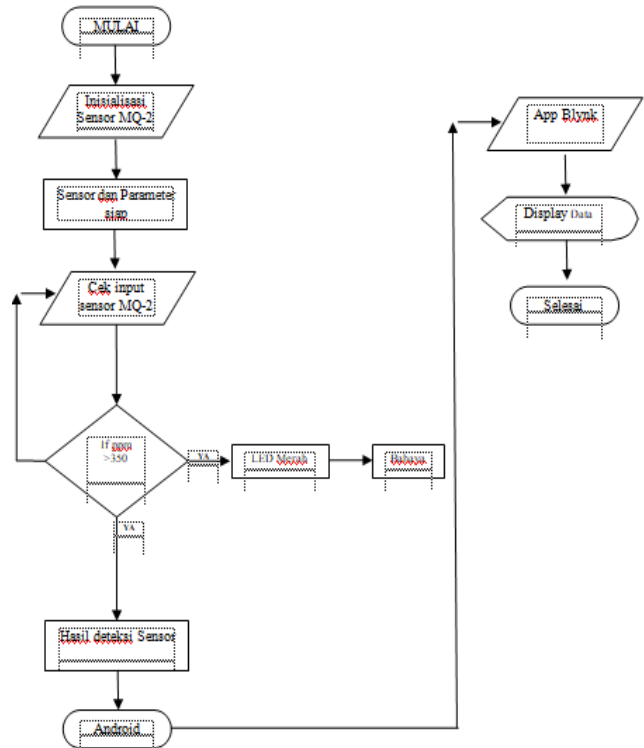 MULAI
Inisialisasi
Sensor MQ-2
Sensor dan Parameter
siap
Cek input
sensor MQ-2
If ppm
>350
YA
LED Merah
Bahaya
YA
Hasil deteksi Sensor
Android
App Blynk
Display Data
Selesai